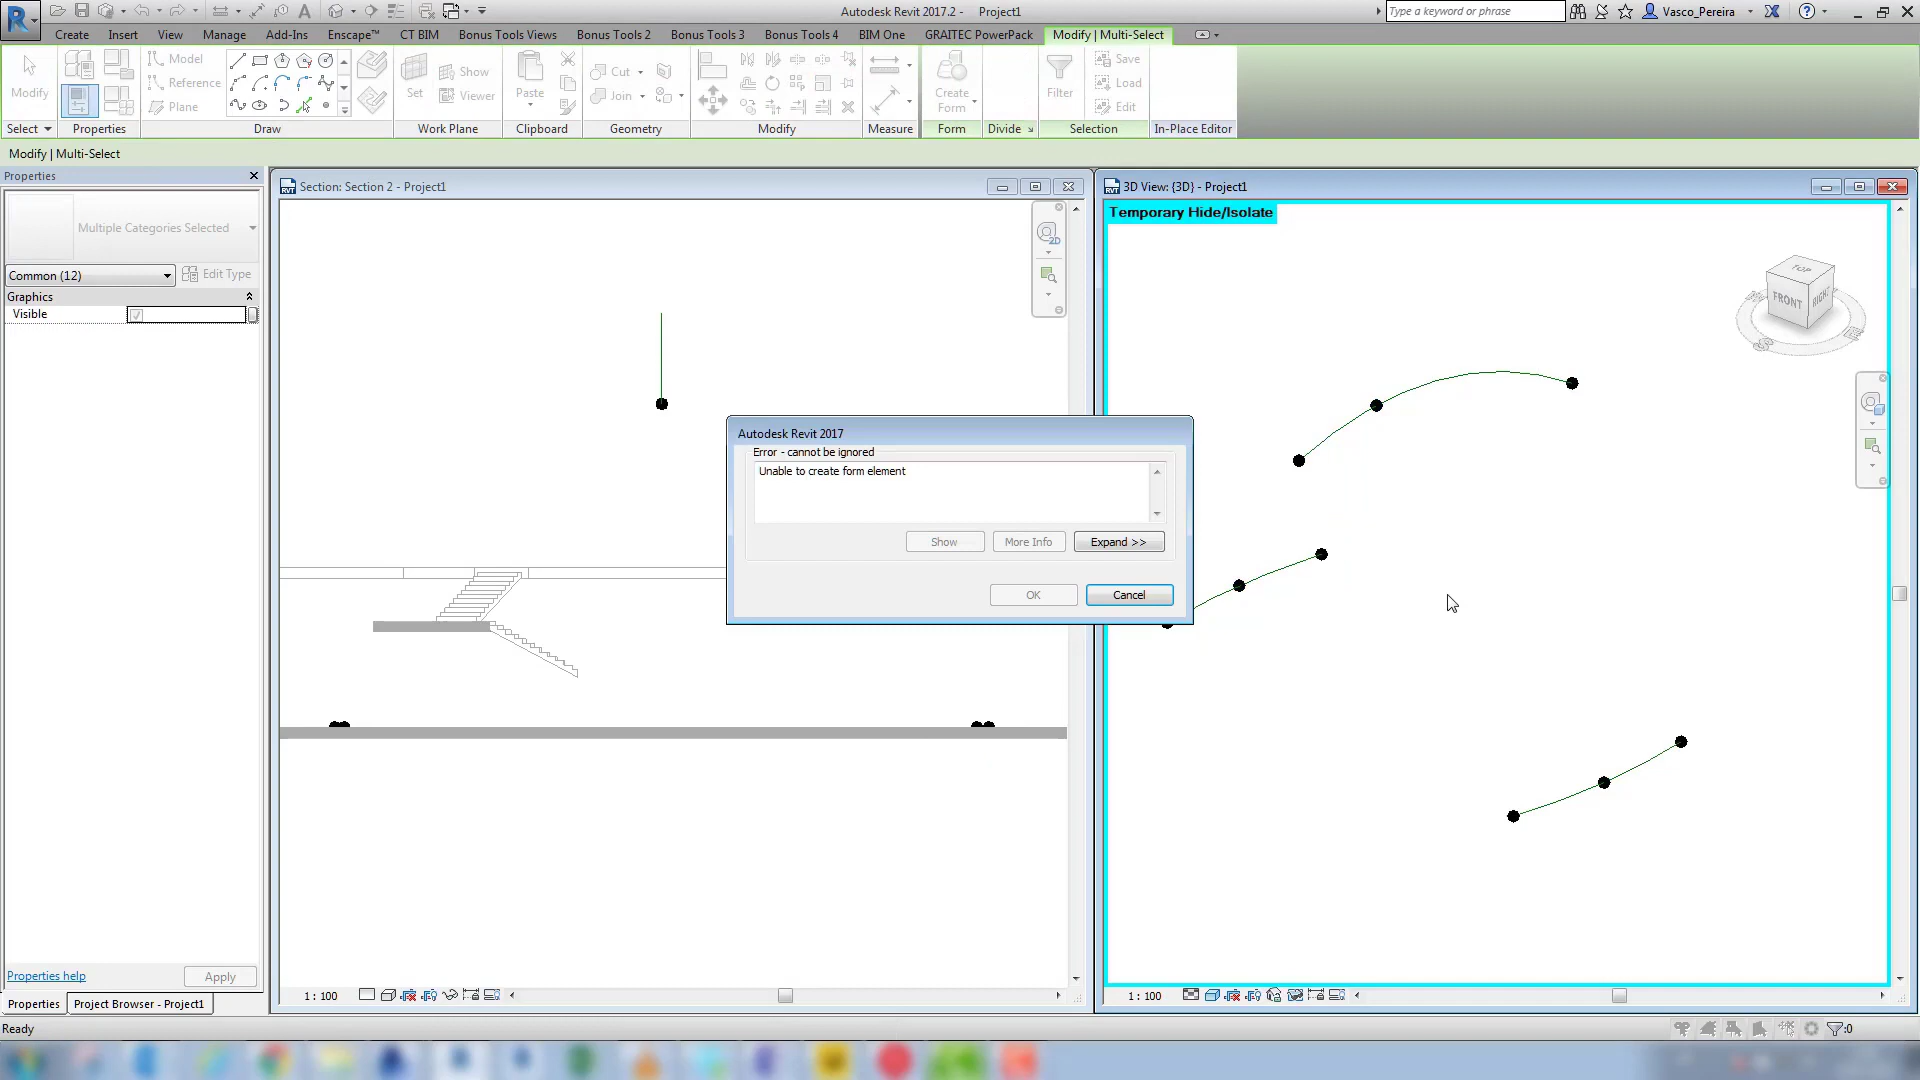 Autodesk Revit 2017.2 - Project1
Type a keyword or phrase
Vasco_Pereira
Create Insert View Manage Add-Ins Enscape™ CT BIM Bonus Tools Views Bonus Tools 2 Bonus Tools 3 Bonus Tools 4 BIM One GRAITEC PowerPack Modify | Multi-Select
Modify
Model
Reference
Plane
Set
Show
Viewer
Paste
Cut
Join
Create
Form
Filter
Save
Load
Edit
Select Properties Draw Work Plane Clipboard Geometry Modify Measure Form Divide Selection In-Place Editor
Modify | Multi-Select
Properties
Multiple Categories Selected
Common (12)
Edit Type
Graphics
Visible
Properties help
Apply
Properties
Project Browser - Project1
Section: Section 2 - Project1
2D
1 : 100
3D View: {3D} - Project1
Temporary Hide/Isolate
TOP
FRONT
RIGHT
S
E
1 : 100
Autodesk Revit 2017
Error - cannot be ignored
Unable to create form element
Show
More Info
Expand >>
OK
Cancel
Ready
:0